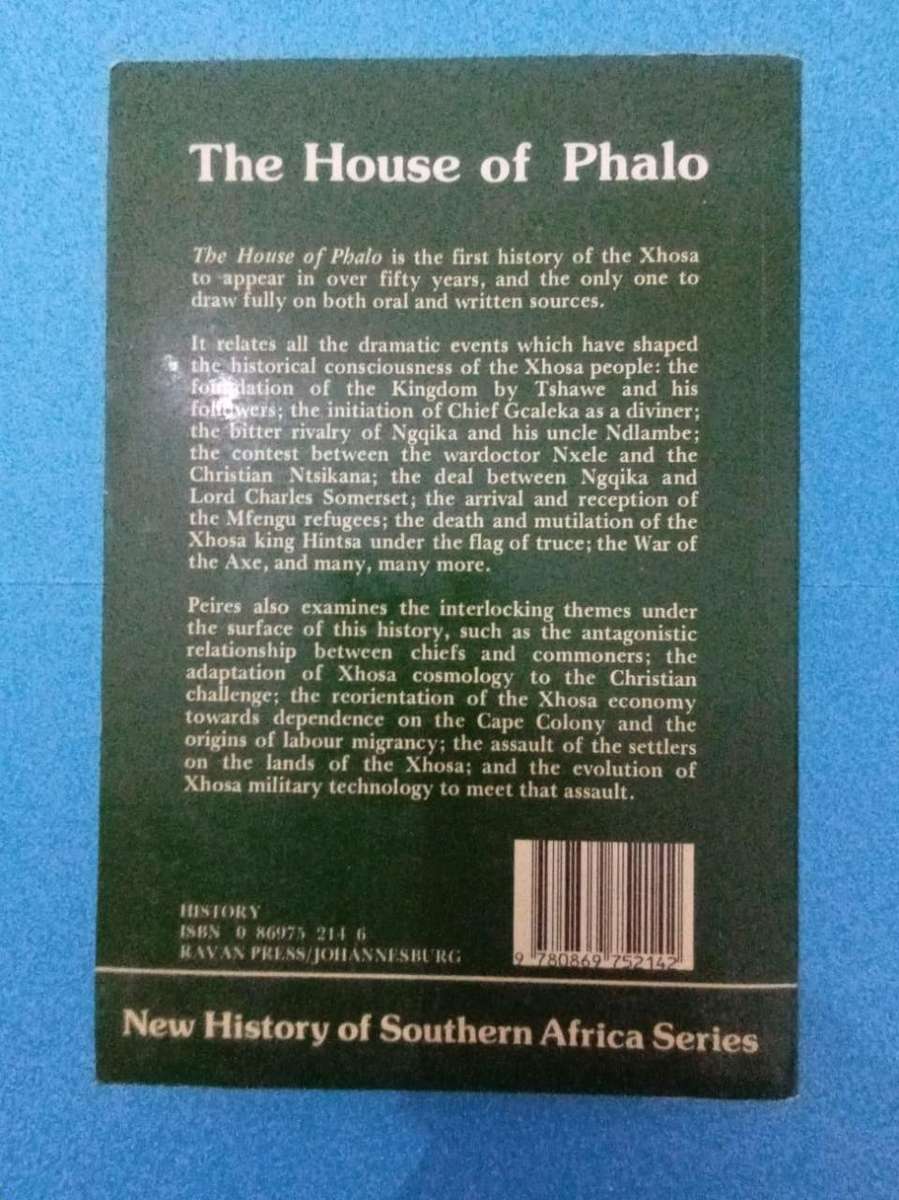 The House of Phalo
The House of Phalo is the first history of the Xhosa
to appear in over fifty years, and the only one to
draw fully on both oral and written sources.
It relates all the dramatic events which have shaped
the historical consciousness of the Xhosa people: the
foundation of the Kingdom by Tshawe and his
followers; the initiation of Chief Gcaleka as a diviner;
the bitter rivalry of Ngqika and his uncle Ndlambe;
the contest between the wardoctor Nxele and the
Christian Ntsikana; the deal between Ngqika and
Lord Charles Somerset; the arrival and reception of
the Mfengu refugees; the death and mutilation of the
Xhosa king Hintsa under the flag of truce; the War of
the Axe, and many, many more.
Peires also examines the interlocking themes under
the surface of this history, such as the antagonistic
relationship between chiefs and commoners; the
adaptation of Xhosa cosmology to the Christian
challenge; the reorientation of the Xhosa economy
towards dependence on the Cape Colony and the
origins of labour migrancy; the assault of the settlers
on the lands of the Xhosa; and the evolution of
Xhosa military technology to meet that assault.
HISTORY
ISBN 0 86975 214 6
RAVAN PRESS/JOHANNESBURG
9 780869 752142
New History of Southern Africa Series